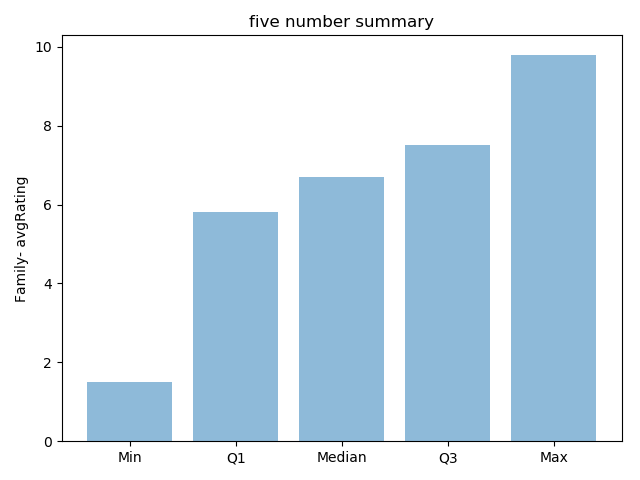 five number summary
Family- avgRating
10
8
6
4
2
0
Min
Q1
Median
Q3
Max